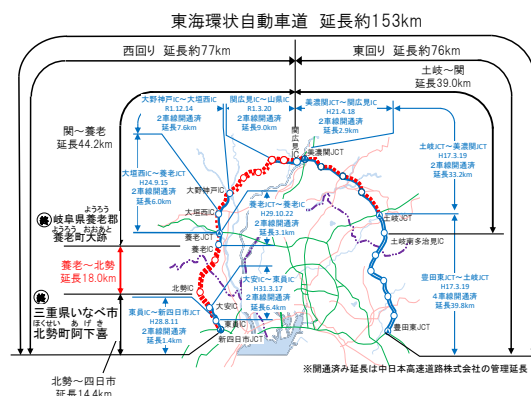 東海環状自動車道 延長約153km
西回り 延長約77km
東回り 延長約76km
土岐~関
延長39.0km
大野神戸IC~大垣西IC
R1.12.14
2車線開通済
延長7.6km
関広見IC~山県IC
R1.3.20
2車線開通済
延長9.0km
美濃関JCT~関広見IC
H21.4.18
2車線開通済
延長2.9km
関~養老
延長44.2km
関広見IC
美濃関JCT
土岐JCT~美濃関JCT
H17.3.19
2車線開通済
延長33.2km
大垣西IC~養老JCT
H24.9.15
2車線開通済
延長6.0km
大野神戸IC
養老JCT~養老IC
H29.10.22
2車線開通済
延長3.1km
大垣西IC
土岐JCT
終
ようろう
岐阜県養老郡
ようろう おおあと
養老町大跡
養老JCT
養老IC
土岐南多治見IC
養老~北勢
延長18.0km
大安IC~東員IC
H31.3.17
2車線開通済
延長6.4km
豊田東JCT~土岐JCT
H17.3.19
4車線開通済
延長39.8km
北勢IC
終
三重県いなべ市
ほくせい あげき
北勢町阿下喜
東員IC~新四日市JCT
H28.8.11
2車線開通済
延長1.4km
大安IC
東員IC
新四日市JCT
豊田東JCT
北勢~四日市
延長14.4km
※開通済み延長は中日本高速道路株式会社の管理延長